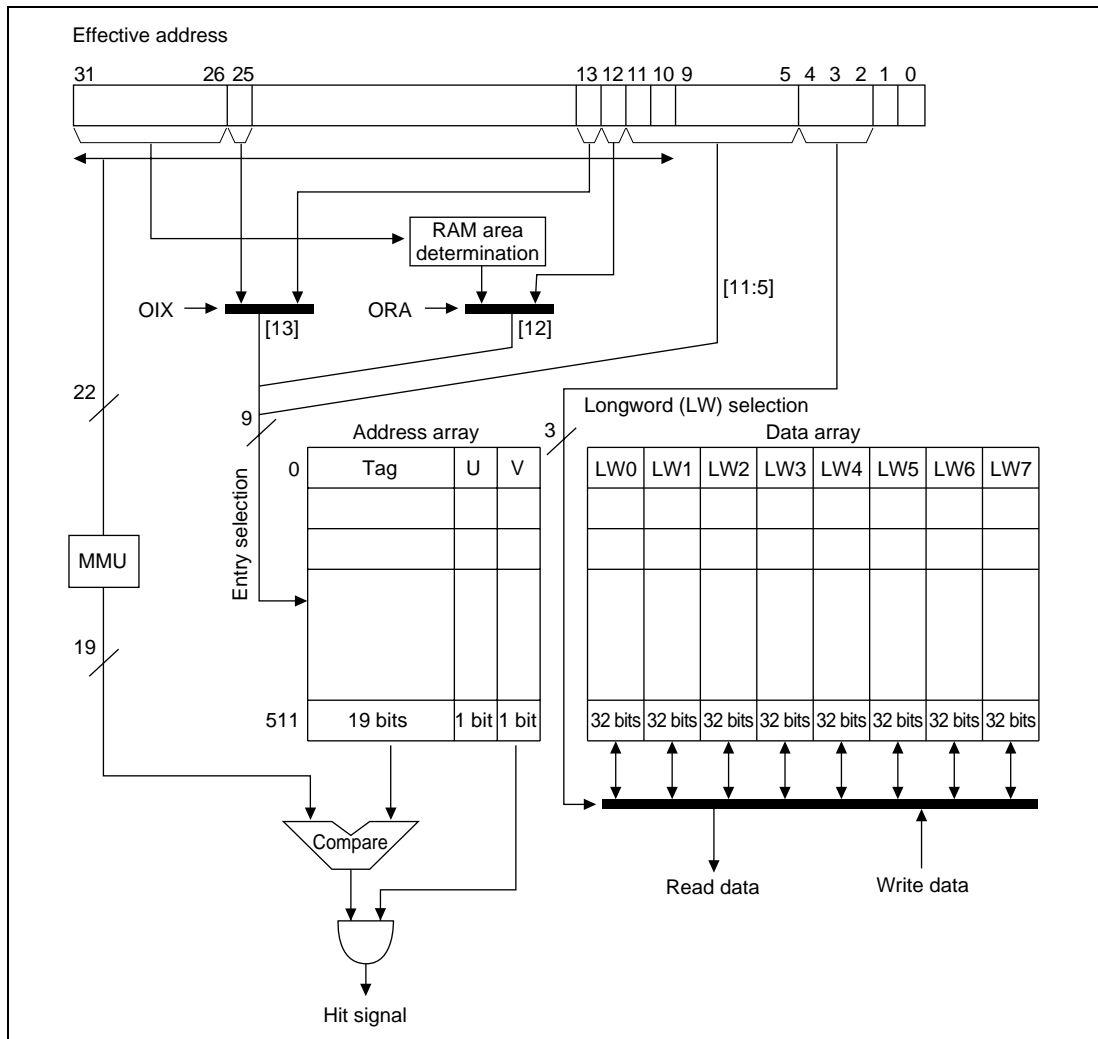 Effective address
31 26 25 13 12 11 10 9 5 4 3 2 1 0
RAM area
determination
[11:5]
OIX
ORA
[13]
[12]
22
9
Longword (LW) selection
3
Address array
Data array
0
Tag U V
LW0 LW1 LW2 LW3 LW4 LW5 LW6 LW7
Entry selection
MMU
19
511
19 bits 1 bit 1 bit
32 bits 32 bits 32 bits 32 bits 32 bits 32 bits 32 bits 32 bits
Compare
Read data
Write data
Hit signal